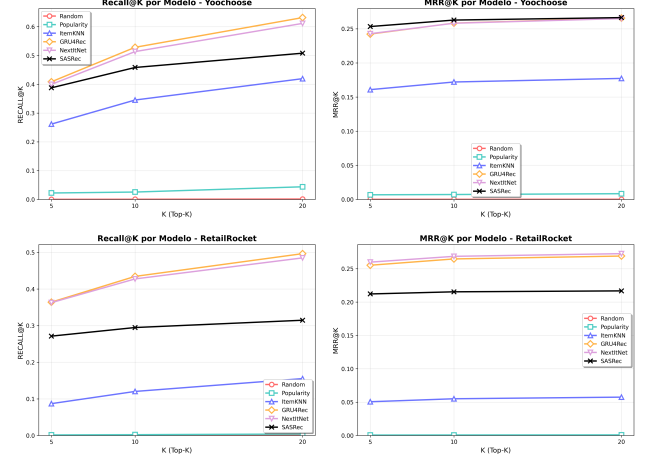 Recall@K por Modelo - Yoochoose
0.6
0.5
0.4
0.3
0.2
0.1
0.0
RECALL@K
Random
Popularity
ItemKNN
GRU4Rec
NextItNet
SASRec
5
10
20
K (Top-K)
MRR@K por Modelo - Yoochoose
0.25
0.20
0.15
0.10
0.05
0.00
MRR@K
Random
Popularity
ItemKNN
GRU4Rec
NextItNet
SASRec
5
10
20
K (Top-K)
Recall@K por Modelo - RetailRocket
0.5
0.4
0.3
0.2
0.1
0.0
RECALL@K
Random
Popularity
ItemKNN
GRU4Rec
NextItNet
SASRec
5
10
20
K (Top-K)
MRR@K por Modelo - RetailRocket
0.25
0.20
0.15
0.10
0.05
0.00
MRR@K
Random
Popularity
ItemKNN
GRU4Rec
NextItNet
SASRec
5
10
20
K (Top-K)